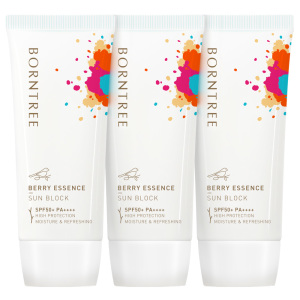 BORNTREE
BERRY ESSENCE
SUN BLOCK
SPF50+ PA++++
HIGH PROTECTION
MOISTURE & REFRESHING
BORNTREE
BERRY ESSENCE
SUN BLOCK
SPF50+ PA++++
HIGH PROTECTION
MOISTURE & REFRESHING
BORNTREE
BERRY ESSENCE
SUN BLOCK
SPF50+ PA++++
HIGH PROTECTION
MOISTURE & REFRESHING